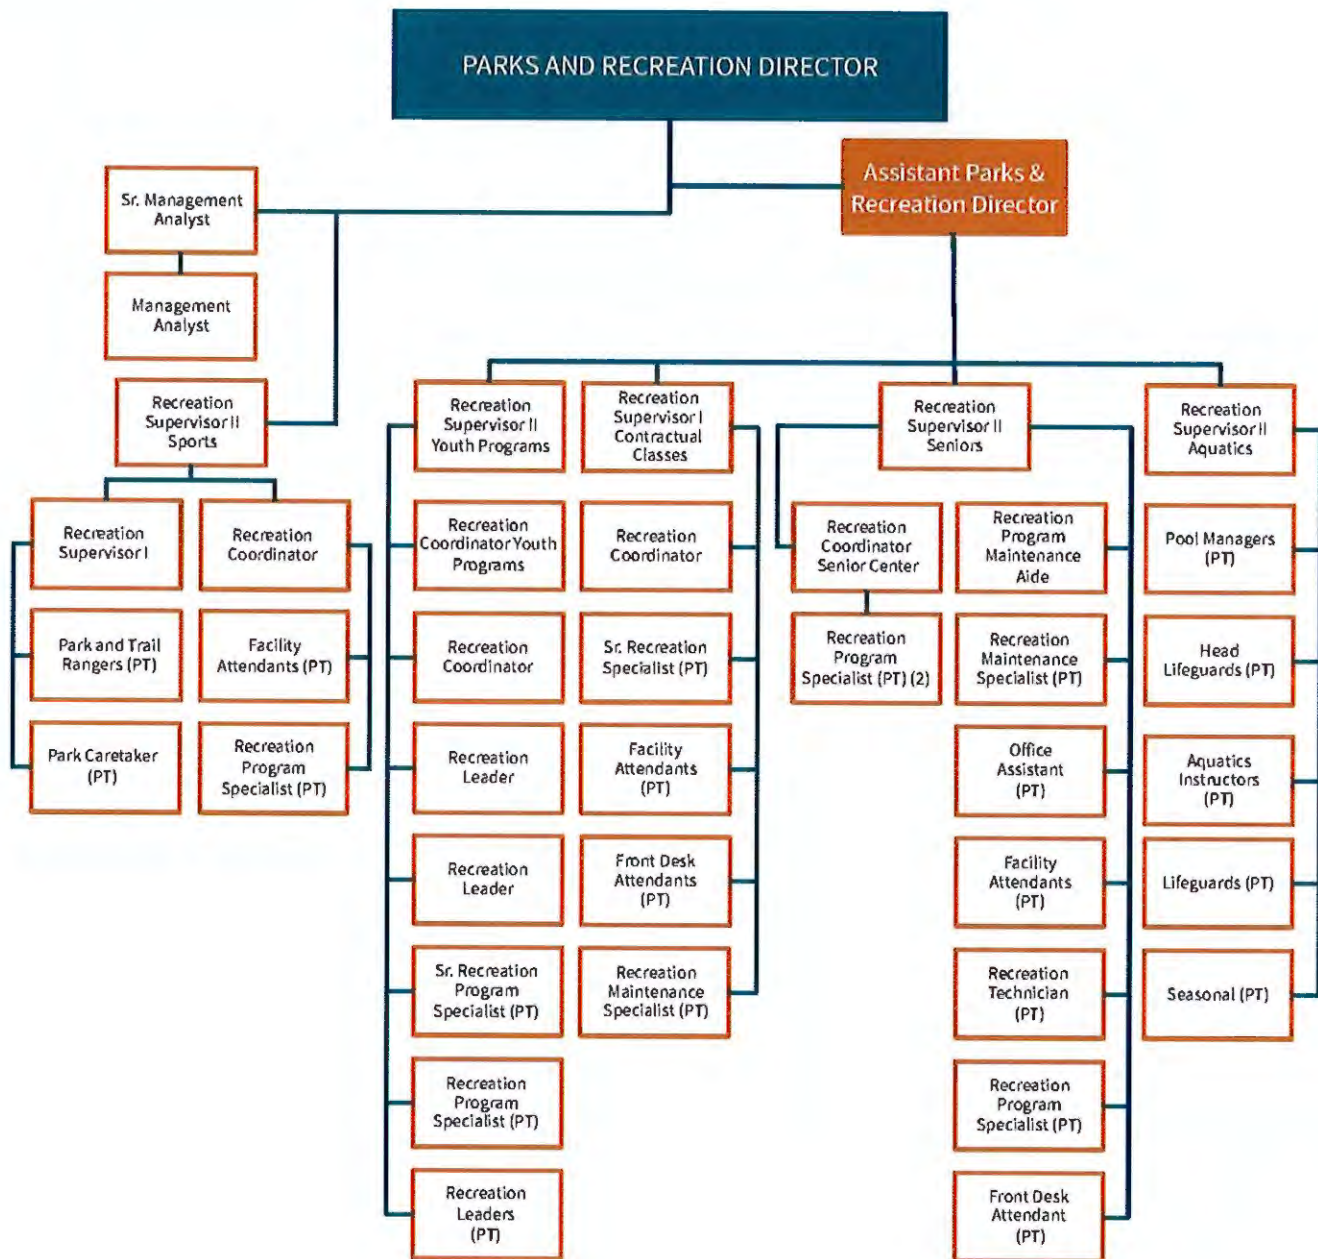 PARKS AND RECREATION DIRECTOR
Assistant Parks &
Recreation Director
Sr. Management
Analyst
Management
Analyst
Recreation
Supervisor II
Sports
Recreation
Supervisor I
Recreation
Coordinator
Park and Trail
Rangers (PT)
Facility
Attendants (PT)
Park Caretaker
(PT)
Recreation
Program
Specialist (PT)
Recreation
Supervisor II
Youth Programs
Recreation
Coordinator Youth
Programs
Recreation
Coordinator
Recreation
Leader
Recreation
Leader
Sr. Recreation
Program
Specialist (PT)
Recreation
Program
Specialist (PT)
Recreation
Leaders
(PT)
Recreation
Supervisor I
Contractual
Classes
Recreation
Coordinator
Sr. Recreation
Specialist (PT)
Facility
Attendants
(PT)
Front Desk
Attendants
(PT)
Recreation
Maintenance
Specialist (PT)
Recreation
Supervisor II
Seniors
Recreation
Coordinator
Senior Center
Recreation
Program
Specialist (PT) (2)
Recreation
Program
Maintenance
Aide
Recreation
Maintenance
Specialist (PT)
Office
Assistant
(PT)
Facility
Attendants
(PT)
Recreation
Technician
(PT)
Recreation
Program
Specialist (PT)
Front Desk
Attendant
(PT)
Recreation
Supervisor II
Aquatics
Pool Managers
(PT)
Head
Lifeguards (PT)
Aquatics
Instructors
(PT)
Lifeguards (PT)
Seasonal (PT)